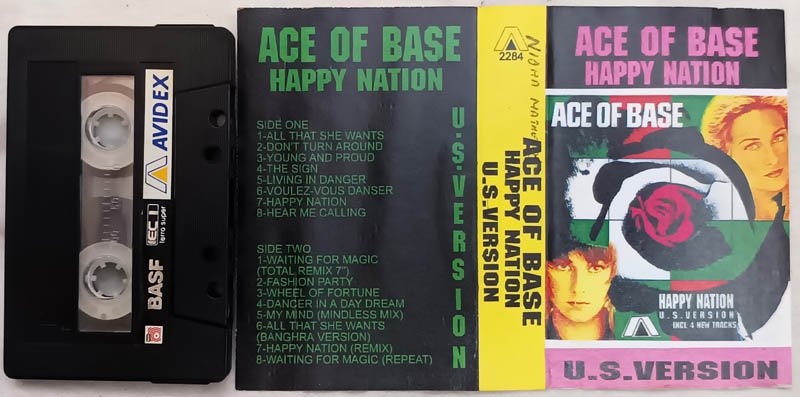 AVIDEX
BASF
EC I
ferro super
BASF
ACE OF BASE
HAPPY NATION
U.S.VERSION
SIDE ONE
1-ALL THAT SHE WANTS
2-DON'T TURN AROUND
3-YOUNG AND PROUD
4-THE SIGN
5-LIVING IN DANGER
6-VOULEZ-VOUS DANSER
7-HAPPY NATION
8-HEAR ME CALLING
SIDE TWO
1-WAITING FOR MAGIC
(TOTAL REMIX 7")
2-FASHION PARTY
3-WHEEL OF FORTUNE
4-DANCER IN A DAY DREAM
5-MY MIND (MINDLESS MIX)
6-ALL THAT SHE WANTS
(BANGHRA VERSION)
7-HAPPY NATION (REMIX)
8-WAITING FOR MAGIC (REPEAT)
2284
ACE OF BASE
HAPPY NATION
U.S.VERSION
ACE OF BASE
HAPPY NATION
ACE OF BASE
HAPPY NATION
U.S.VERSION
INCL 4 NEW TRACKS
U.S.VERSION